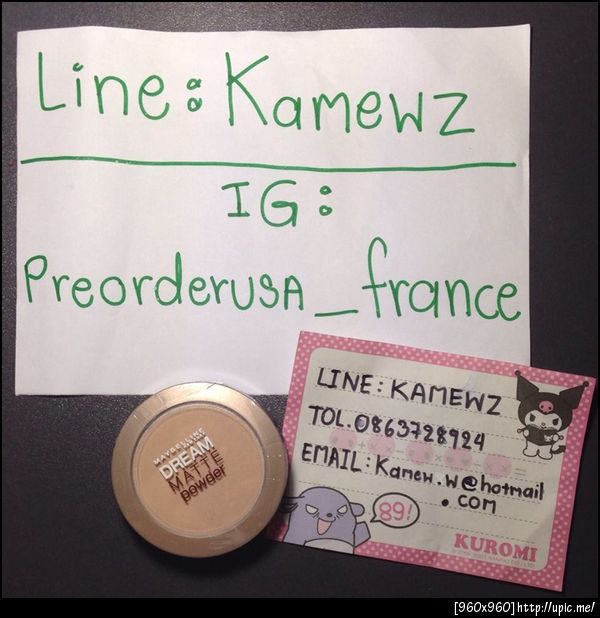 Line: Kamewz
IG:
PreorderUSA_france
MAYBELLINE
DREAM
MATTE
powder
LINE: KAMEWZ
TOL. 0863728924
EMAIL: Kamew.w@hotmail
.com
89!
KUROMI
[960x960]http://upic.me/